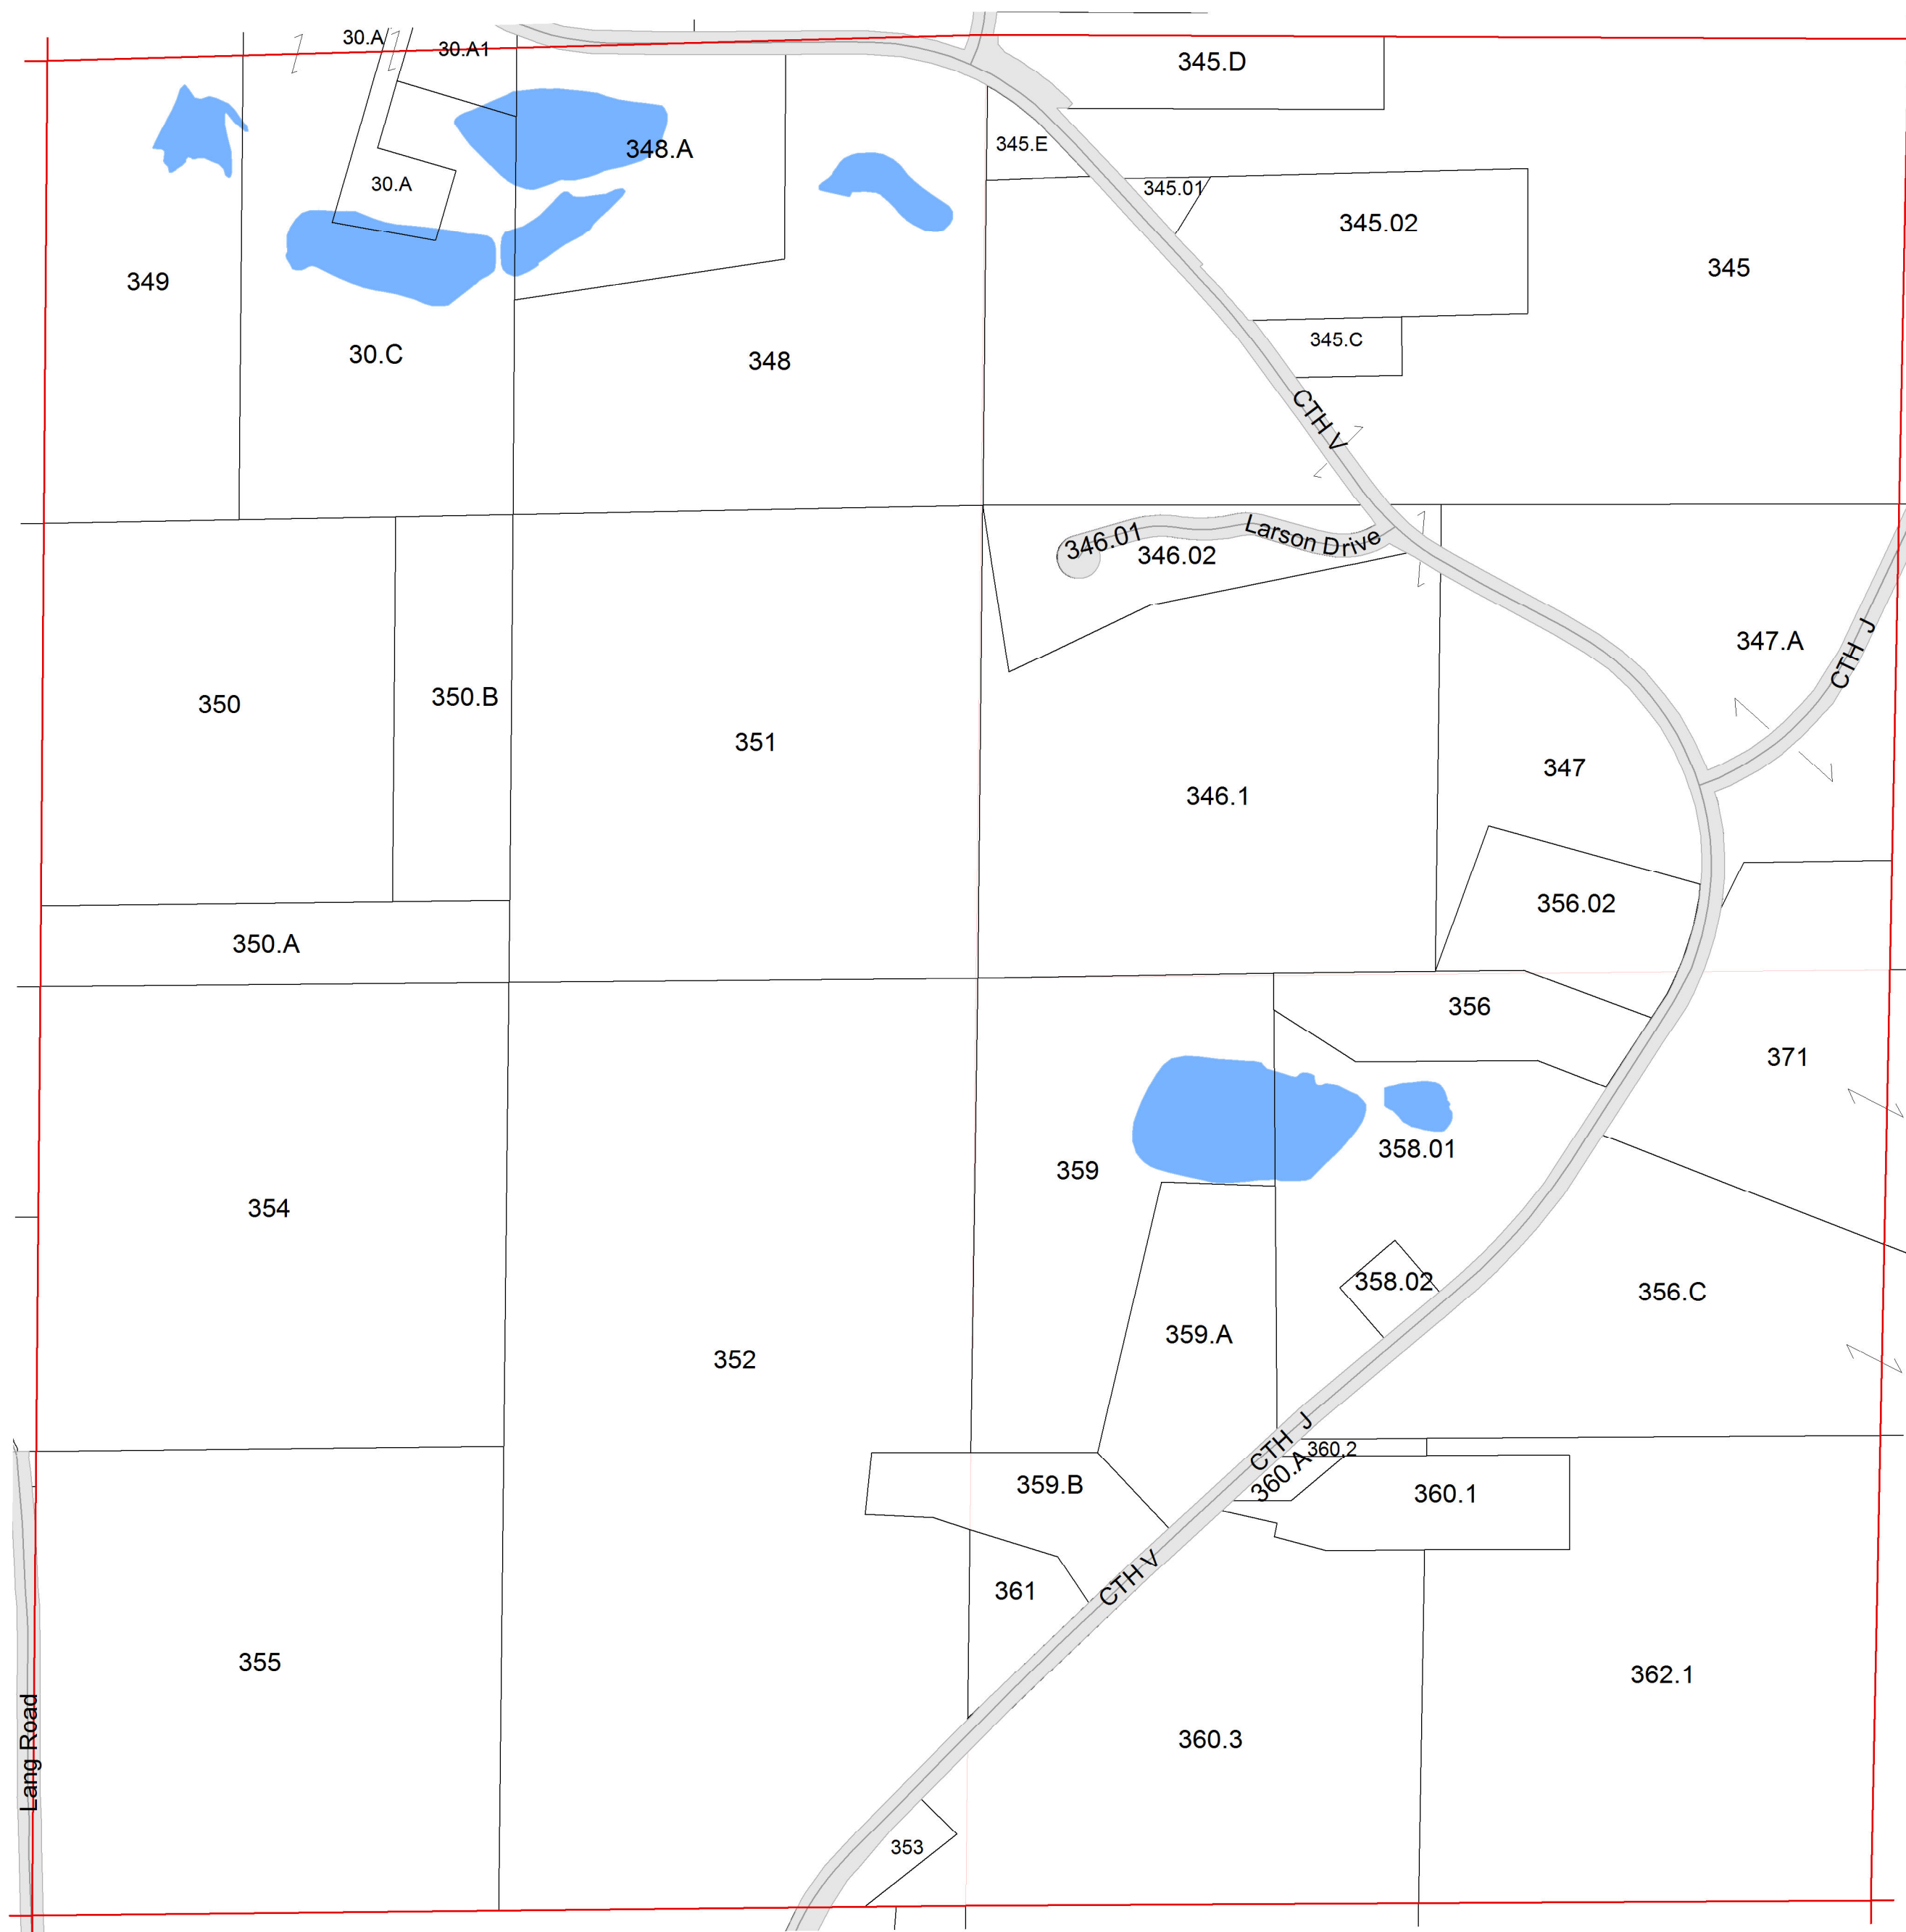 30.A
30.A1
345.D
348.A
345.E
30.A
345.01
345.02
345
349
345.C
30.C
348
CTH V
Larson Drive
346.01
346.02
347.A
CTH J
350
350.B
351
347
346.1
356.02
350.A
356
371
358.01
359
354
358.02
356.C
359.A
352
CTH J
360.2
360.A
359.B
360.1
CTH V
361
355
362.1
360.3
Lang Road
353